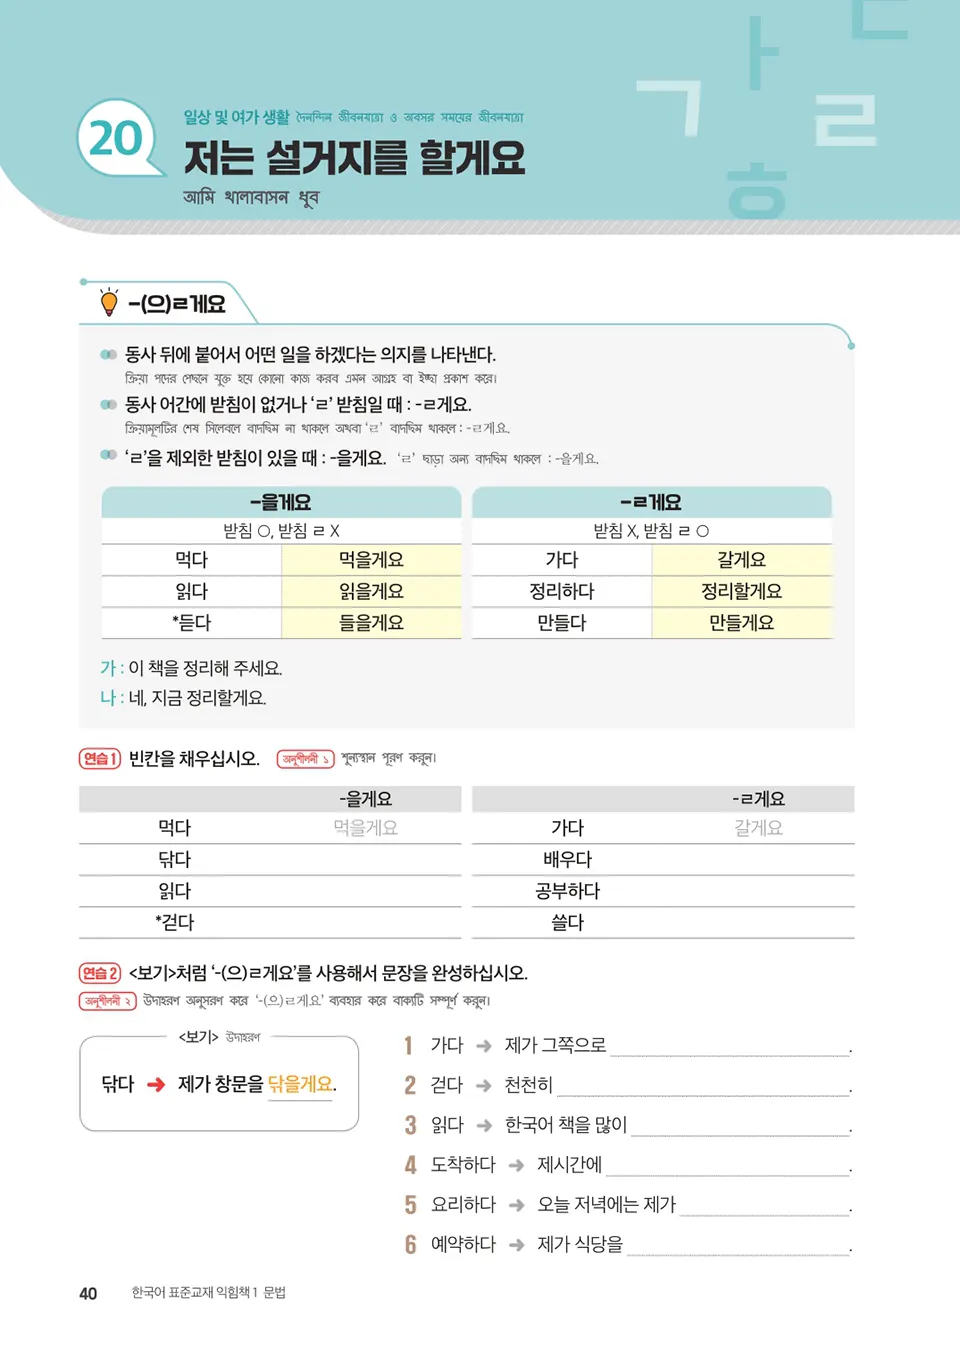 20
일상 및 여가 생활 দৈনন্দিন জীবনযাত্রা ও অবসর সময়ের জীবনযাত্রা
저는 설거지를 할게요
আমি থালাবাসন ধুব
ㄱ ㅏ ㄴ ㄹ ㅎ
-(으)ㄹ게요
동사 뒤에 붙어서 어떤 일을 하겠다는 의지를 나타낸다.
ক্রিয়া পদের পেছনে যুক্ত হয়ে কোনো কাজ করব এমন আগ্রহ বা ইচ্ছা প্রকাশ করে।
동사 어간에 받침이 없거나 ‘ㄹ’ 받침일 때 : -ㄹ게요.
ক্রিয়ামূলটির শেষ সিলেবলে বাদছিম না থাকলে অথবা ‘ㄹ’ বাদছিম থাকলে : -ㄹ게요.
‘ㄹ’을 제외한 받침이 있을 때 : -을게요. ‘ㄹ’ ছাড়া অন্য বাদছিম থাকলে : -을게요.
-을게요 -ㄹ게요
받침 O, 받침 ㄹ X 받침 X, 받침 ㄹ O
먹다 먹을게요 가다 갈게요
읽다 읽을게요 정리하다 정리할게요
*듣다 들을게요 만들다 만들게요
가 : 이 책을 정리해 주세요.
나 : 네, 지금 정리할게요.
연습 1 빈칸을 채우십시오. অনুশীলনী ১ শূন্যস্থান পূরণ করুন।
-을게요 -ㄹ게요
먹다 먹을게요 가다 갈게요
닦다 배우다
읽다 공부하다
*걷다 쓸다
연습 2 <보기>처럼 ‘-(으)ㄹ게요’를 사용해서 문장을 완성하십시오.
অনুশীলনী ২ উদাহরণ অনুসরণ করে ‘-(으)ㄹ게요’ ব্যবহার করে বাক্যটি সম্পূর্ণ করুন।
<보기> উদাহরণ
닦다 ➜ 제가 창문을 닦을게요.
1 가다 ➜ 제가 그쪽으로 .
2 걷다 ➜ 천천히 .
3 읽다 ➜ 한국어 책을 많이 .
4 도착하다 ➜ 제시간에 .
5 요리하다 ➜ 오늘 저녁에는 제가 .
6 예약하다 ➜ 제가 식당을 .
40 한국어 표준교재 익힘책 1 문법